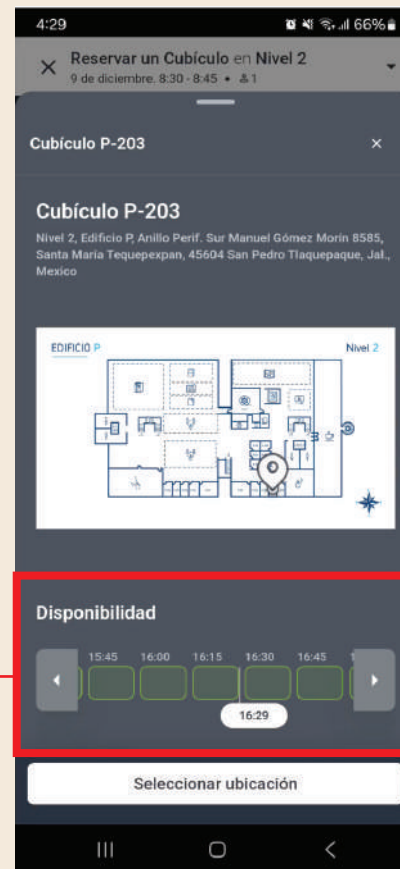 4:29
66%
Reservar un Cubículo en Nivel 2
9 de diciembre, 8:30 - 8:45 • 1
Cubículo P-203
Cubículo P-203
Nivel 2, Edificio P, Anillo Perif. Sur Manuel Gómez Morín 8585,
Santa María Tequepexpan, 45604 San Pedro Tlaquepaque, Jal.,
Mexico
EDIFICIO P
Nivel 2
Disponibilidad
15:45 16:00 16:15 16:30 16:45
16:29
Seleccionar ubicación